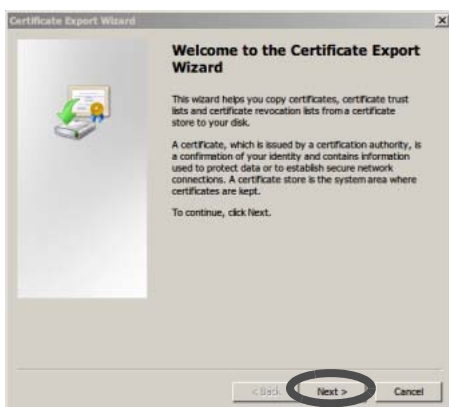 Certificate Export Wizard
Welcome to the Certificate Export
Wizard
This wizard helps you copy certificates, certificate trust
lists and certificate revocation lists from a certificate
store to your disk.
A certificate, which is issued by a certification authority, is
a confirmation of your identity and contains information
used to protect data or to establish secure network
connections. A certificate store is the system area where
certificates are kept.
To continue, click Next.
< Back
Next >
Cancel